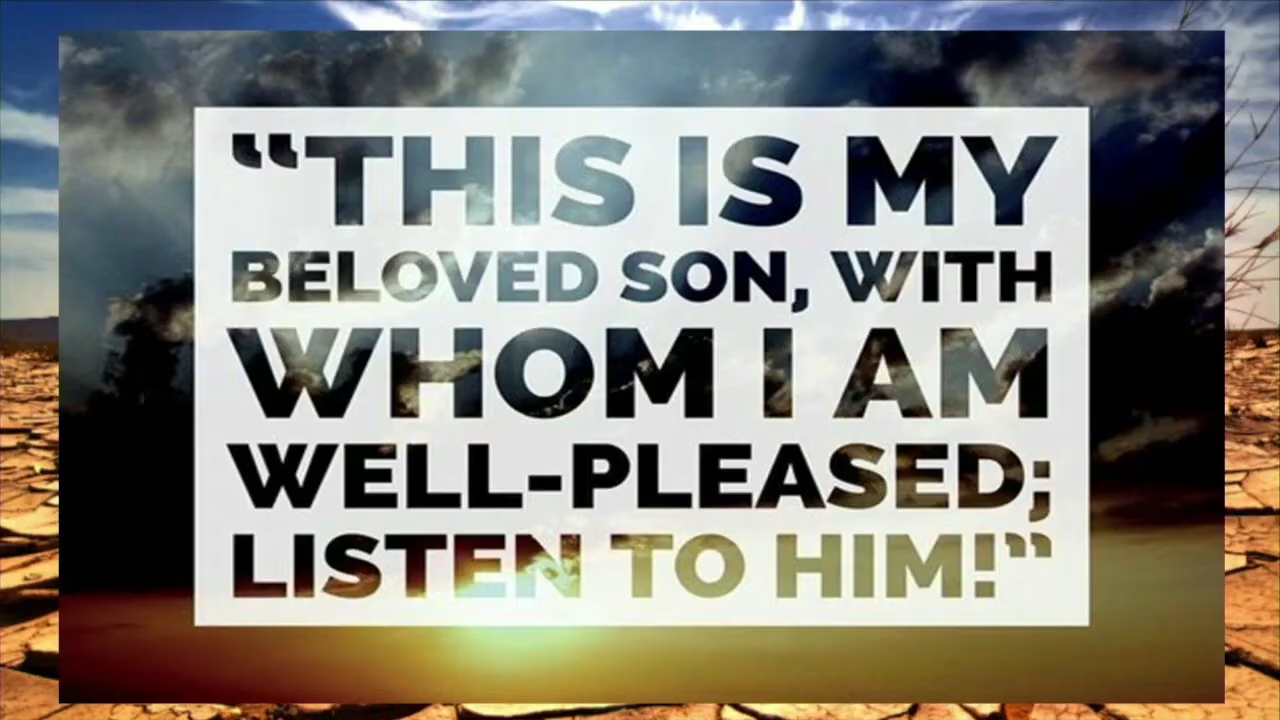 “THIS IS MY
BELOVED SON, WITH
WHOM I AM
WELL-PLEASED;
LISTEN TO HIM!”